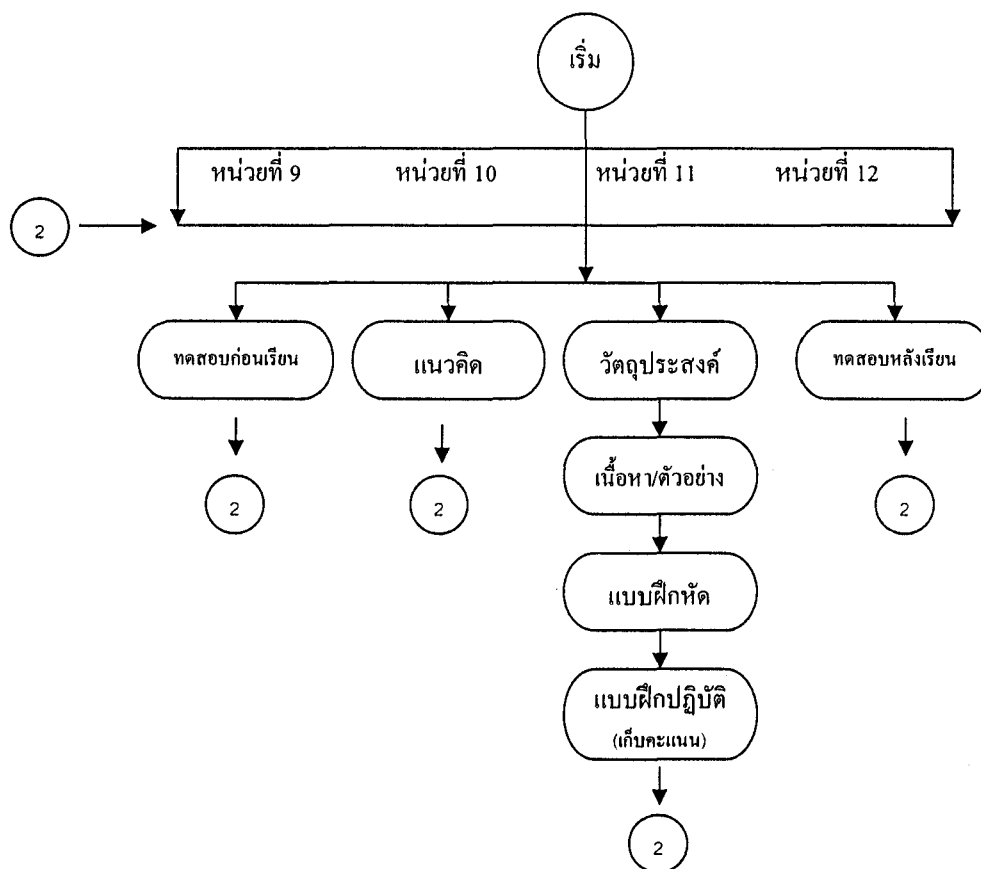 เริ่ม
หน่วยที่ 9 หน่วยที่ 10 หน่วยที่ 11 หน่วยที่ 12
2
ทดสอบก่อนเรียน แนวคิด วัตถุประสงค์ ทดสอบหลังเรียน
เนื้อหา/ตัวอย่าง
2 2 2
แบบฝึกหัด
แบบฝึกปฏิบัติ
(เก็บคะแนน)
2